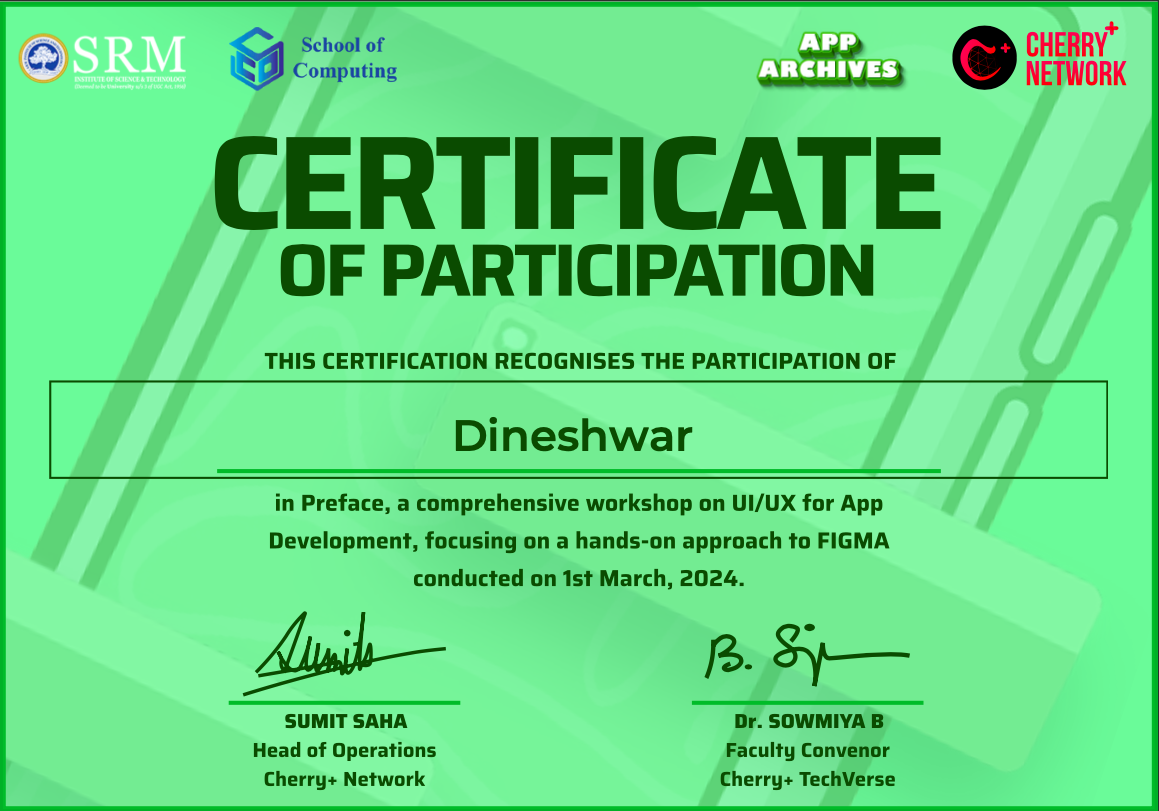 SRM
INSTITUTE OF SCIENCE & TECHNOLOGY
(Deemed to be University u/s 3 of UGC Act, 1956)
School of
Computing
APP
ARCHIVES
CHERRY+
NETWORK
CERTIFICATE
OF PARTICIPATION
THIS CERTIFICATION RECOGNISES THE PARTICIPATION OF
Dineshwar
in Preface, a comprehensive workshop on UI/UX for App
Development, focusing on a hands-on approach to FIGMA
conducted on 1st March, 2024.
SUMIT SAHA
Head of Operations
Cherry+ Network
Dr. SOWMIYA B
Faculty Convenor
Cherry+ TechVerse